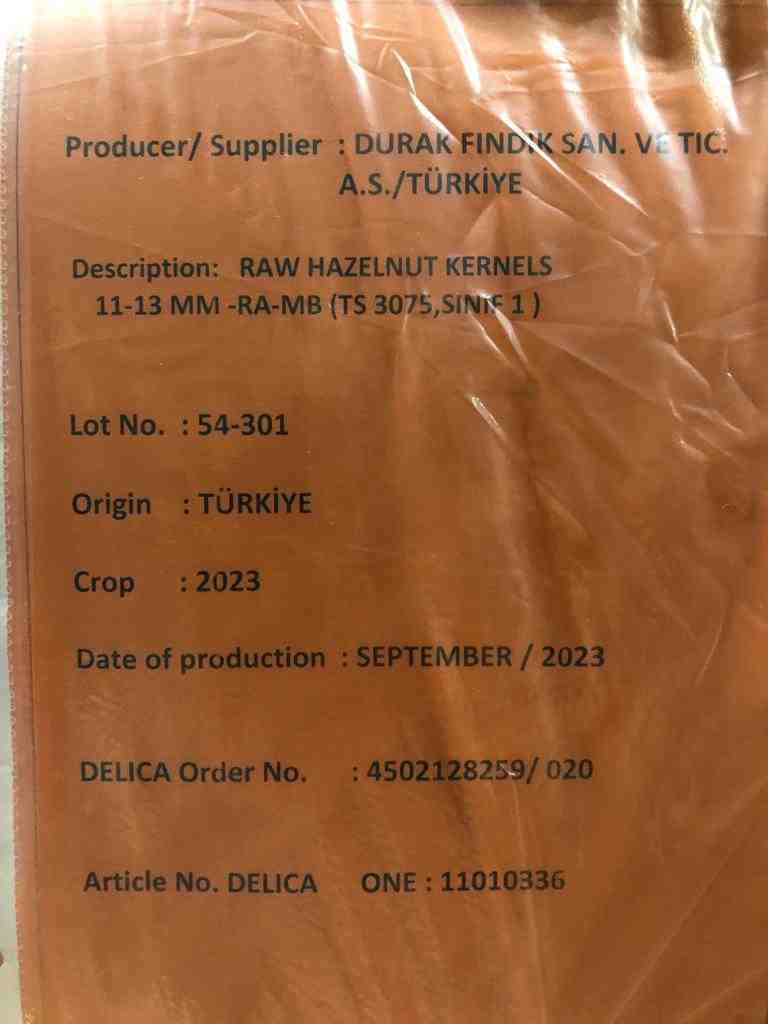 Producer/ Supplier : DURAK FINDIK SAN. VE TIC.
A.S./TÜRKİYE
Description: RAW HAZELNUT KERNELS
11-13 MM -RA-MB (TS 3075,SINIF 1 )
Lot No. : 54-301
Origin : TÜRKİYE
Crop : 2023
Date of production : SEPTEMBER / 2023
DELICA Order No. : 4502128259/ 020
Article No. DELICA ONE : 11010336